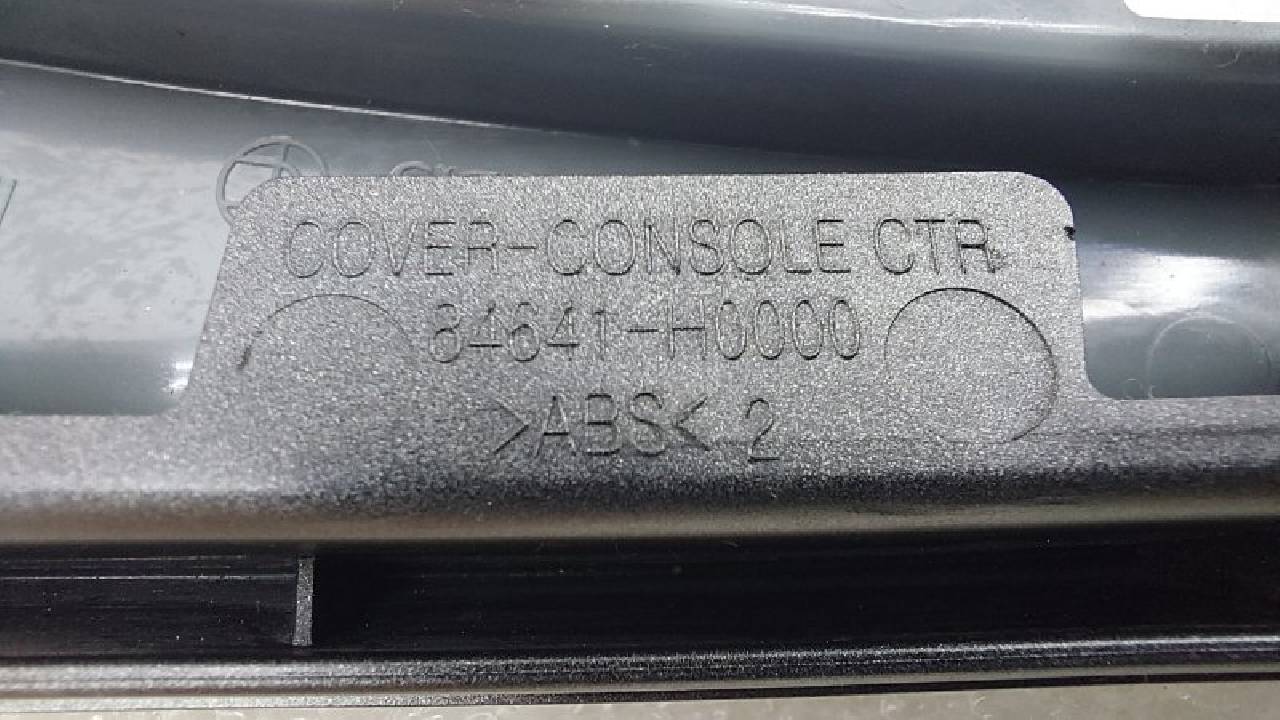 COVER-CONSOLE CTR
84641-H0000
>ABS< 2